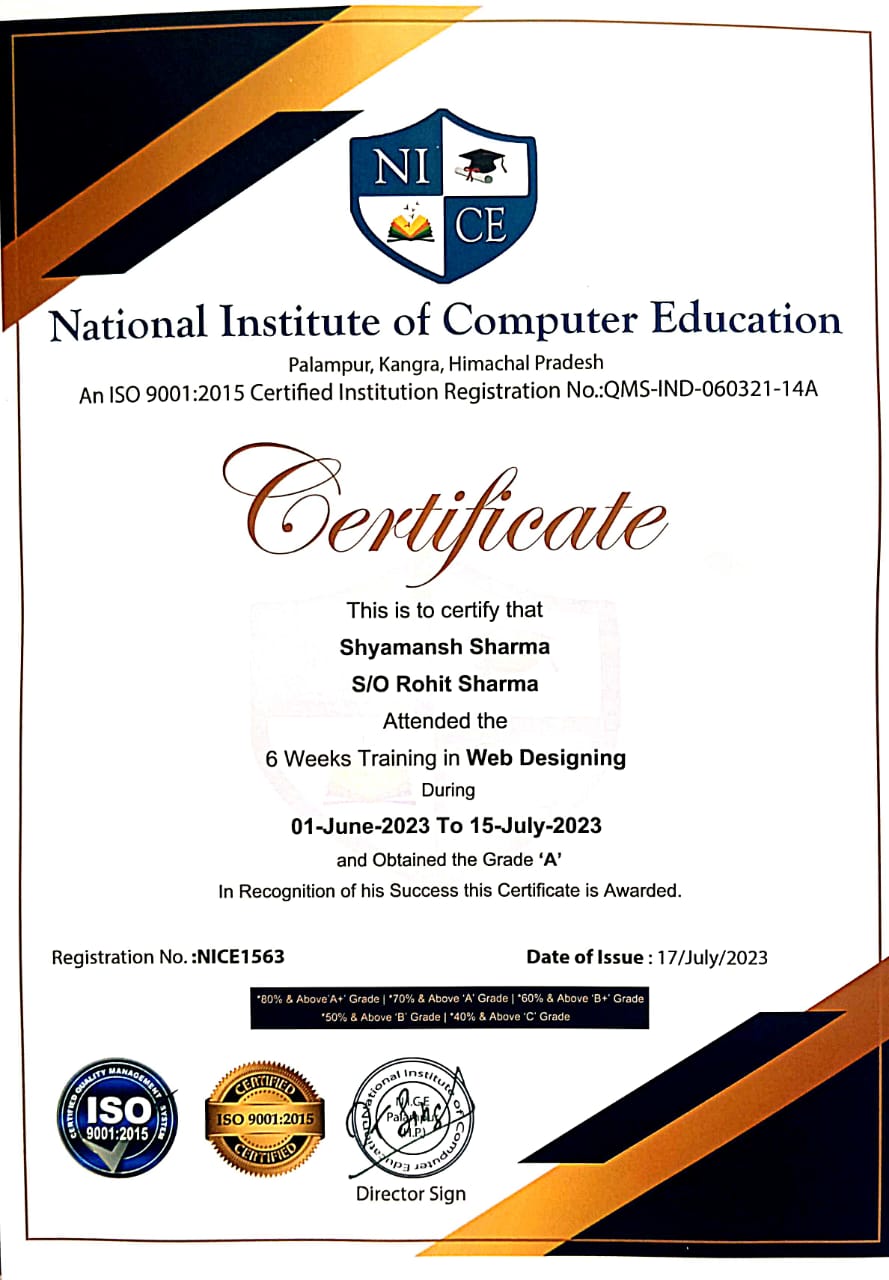 NI
CE
National Institute of Computer Education
Palampur, Kangra, Himachal Pradesh
An ISO 9001:2015 Certified Institution Registration No.:QMS-IND-060321-14A
Certificate
This is to certify that
Shyamansh Sharma
S/O Rohit Sharma
Attended the
6 Weeks Training in Web Designing
During
01-June-2023 To 15-July-2023
and Obtained the Grade ‘A’
In Recognition of his Success this Certificate is Awarded.
Registration No. :NICE1563
Date of Issue : 17/July/2023
*80% & Above‘A+’ Grade | *70% & Above ‘A’ Grade | *60% & Above ‘B+’ Grade
*50% & Above ‘B’ Grade | *40% & Above ‘C’ Grade
CERTIFIED QUALITY MANAGEMENT SYSTEM
ISO
9001:2015
CERTIFIED
ISO 9001:2015
CERTIFIED
National Institute of Computer Education
(H.P.)
Director Sign